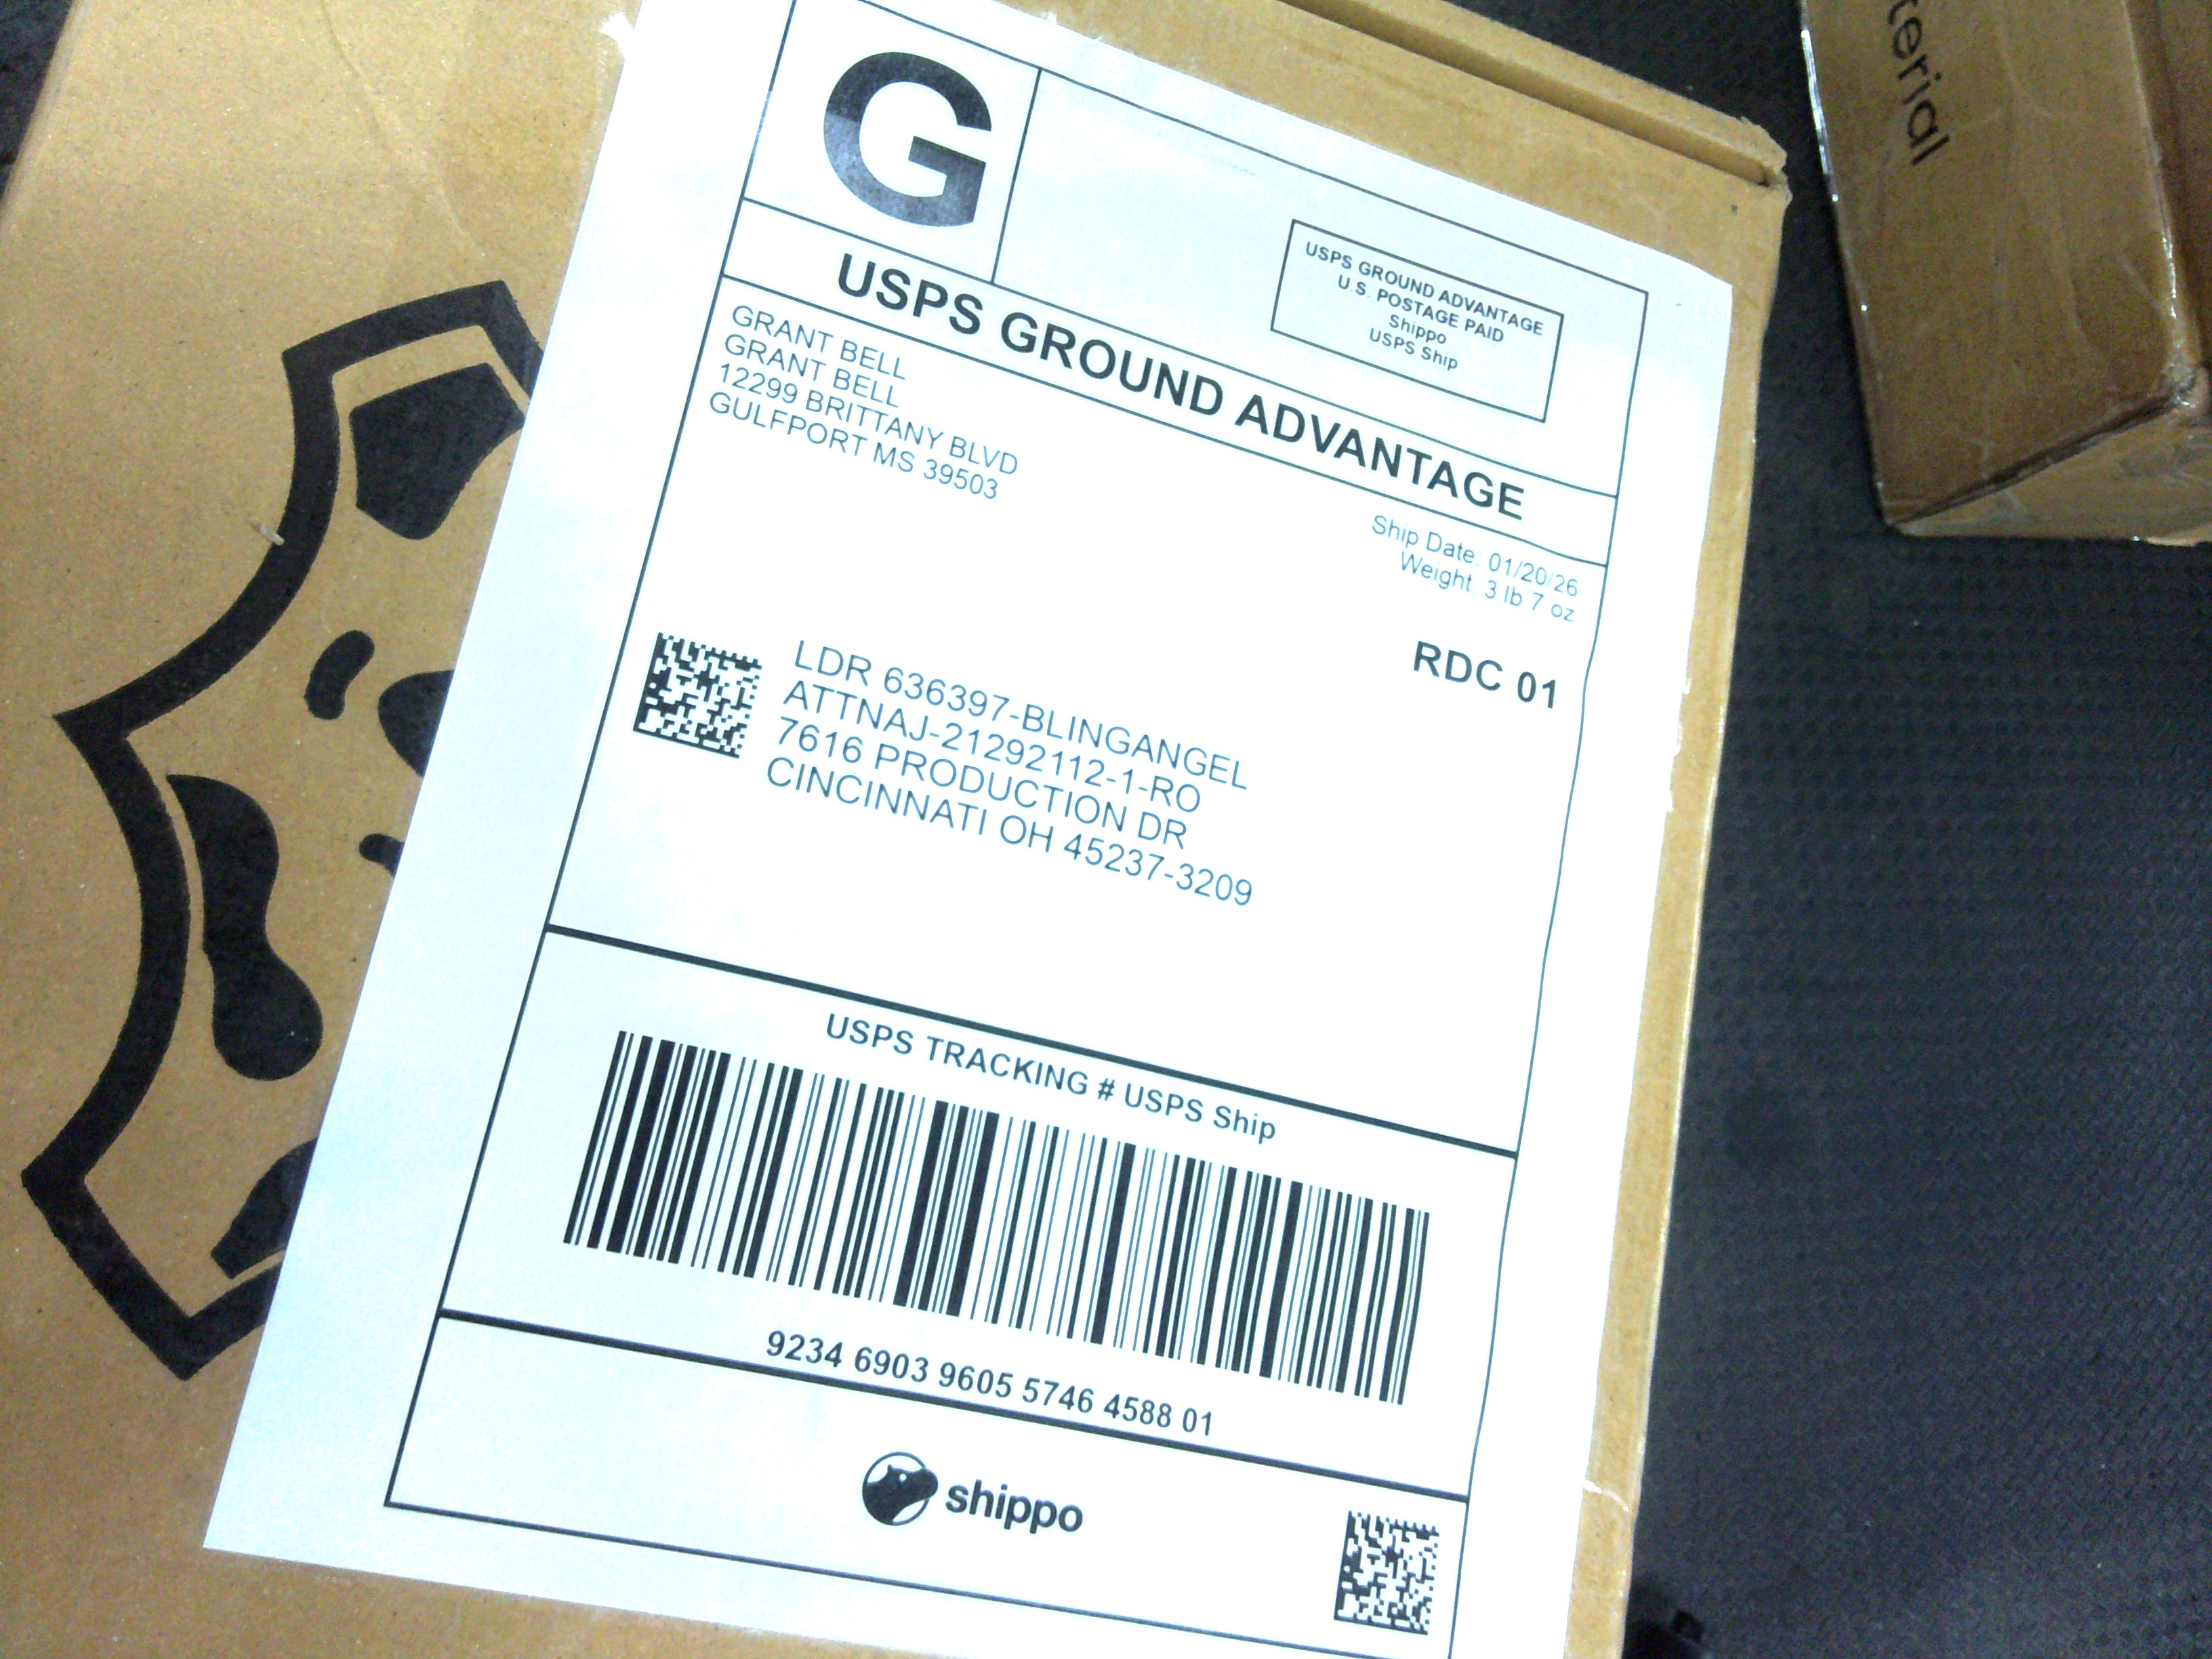 G
USPS GROUND ADVANTAGE
U.S. POSTAGE PAID
Shippo
USPS Ship
USPS GROUND ADVANTAGE
GRANT BELL
GRANT BELL
12299 BRITTANY BLVD
GULFPORT MS 39503
Ship Date: 01/20/26
Weight: 3 lb 7 oz
RDC 01
LDR 636397-BLINGANGEL
ATTNAJ-21292112-1-RO
7616 PRODUCTION DR
CINCINNATI OH 45237-3209
USPS TRACKING # USPS Ship
9234 6903 9605 5746 4588 01
shippo
terial